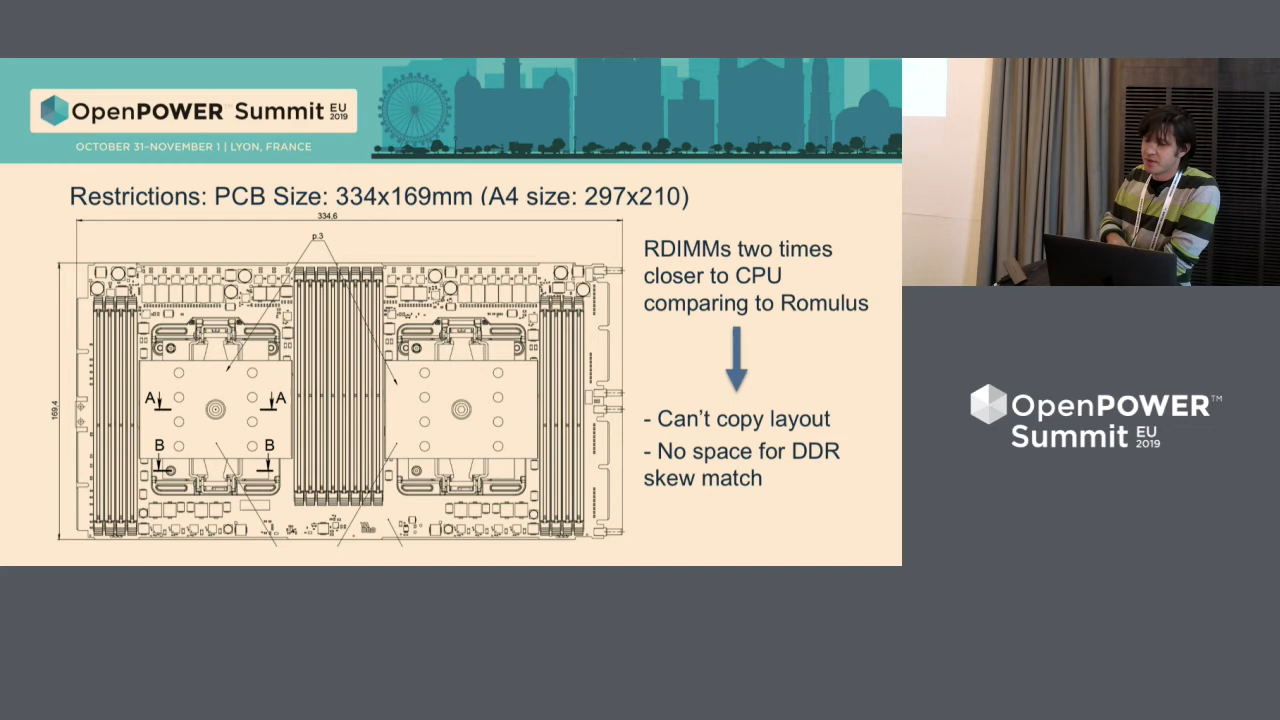 OpenPOWER™ Summit EU 2019
OCTOBER 31–NOVEMBER 1 | LYON, FRANCE
Restrictions: PCB Size: 334x169mm (A4 size: 297x210)
334,6
p.3
169,4
A
A
B
B
RDIMMs two times
closer to CPU
comparing to Romulus
- Can't copy layout
- No space for DDR
skew match
OpenPOWER™
Summit EU 2019